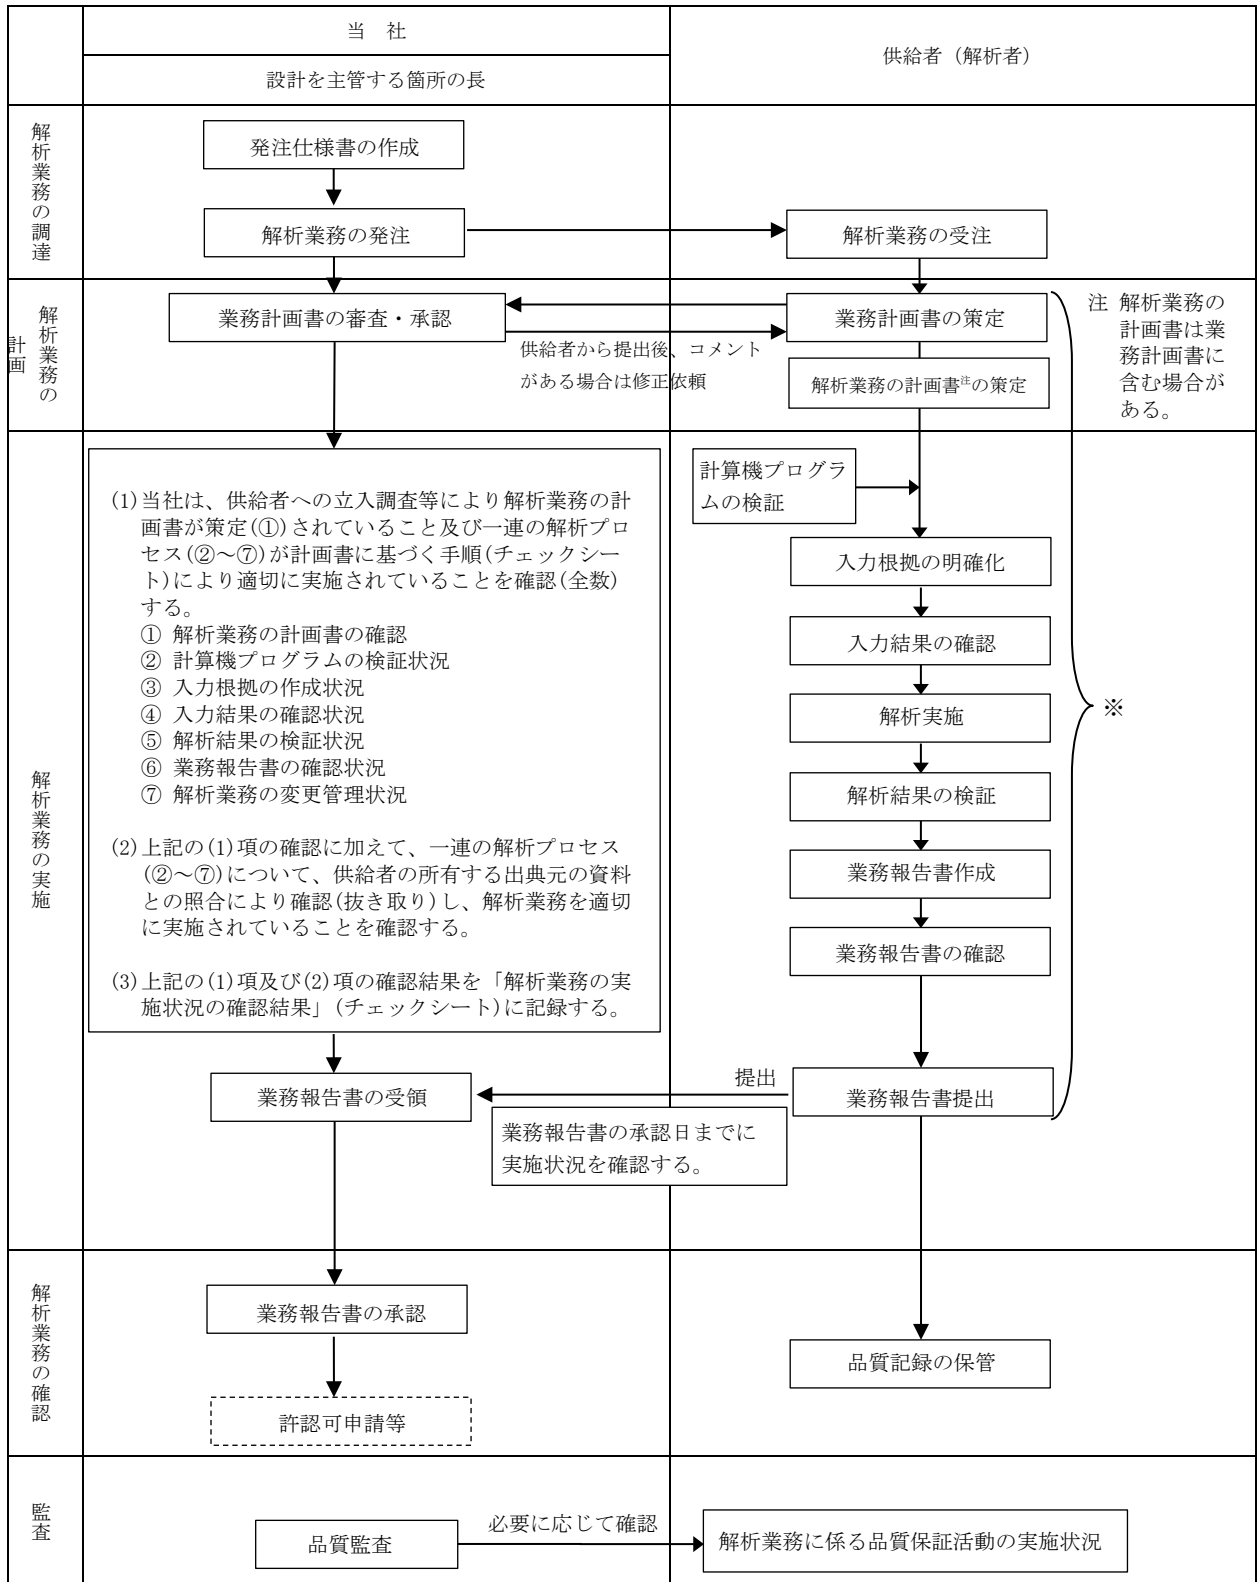 当　社
設計を主管する箇所の長
供給者（解析者）
解析業務の調達
発注仕様書の作成
解析業務の発注
解析業務の受注
解析業務の
計画
業務計画書の審査・承認
業務計画書の策定
供給者から提出後、コメント
がある場合は修正依頼
解析業務の計画書注の策定
注 解析業務の
計画書は業
務計画書に
含む場合が
ある。
解析業務の実施
(1)当社は、供給者への立入調査等により解析業務の計
画書が策定(①)されていること及び一連の解析プロ
セス(②～⑦)が計画書に基づく手順(チェックシー
ト)により適切に実施されていることを確認(全数)
する。
① 解析業務の計画書の確認
② 計算機プログラムの検証状況
③ 入力根拠の作成状況
④ 入力結果の確認状況
⑤ 解析結果の検証状況
⑥ 業務報告書の確認状況
⑦ 解析業務の変更管理状況
(2)上記の(1)項の確認に加えて、一連の解析プロセス
(②～⑦)について、供給者の所有する出典元の資料
との照合により確認(抜き取り)し、解析業務を適切
に実施されていることを確認する。
(3)上記の(1)項及び(2)項の確認結果を「解析業務の実
施状況の確認結果」(チェックシート)に記録する。
計算機プログラ
ムの検証
入力根拠の明確化
入力結果の確認
解析実施
解析結果の検証
業務報告書作成
業務報告書の確認
※
業務報告書の受領
提出
業務報告書提出
業務報告書の承認日までに
実施状況を確認する。
解析業務の確認
業務報告書の承認
許認可申請等
品質記録の保管
監査
品質監査
必要に応じて確認
解析業務に係る品質保証活動の実施状況